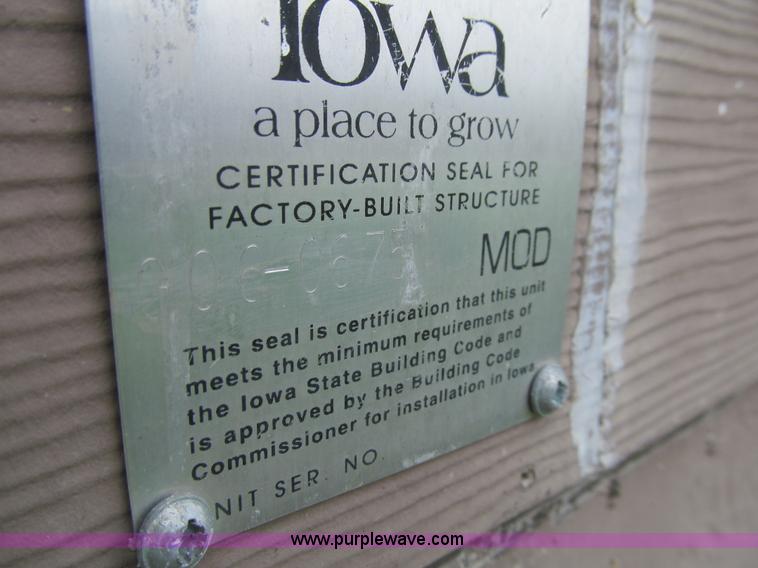 Iowa
a place to grow
CERTIFICATION SEAL FOR
FACTORY-BUILT STRUCTURE
MOD
This seal is certification that this unit
meets the minimum requirements of
the Iowa State Building Code and
is approved by the Building Code
Commissioner for installation in Iowa
NIT SER. NO.
www.purplewave.com